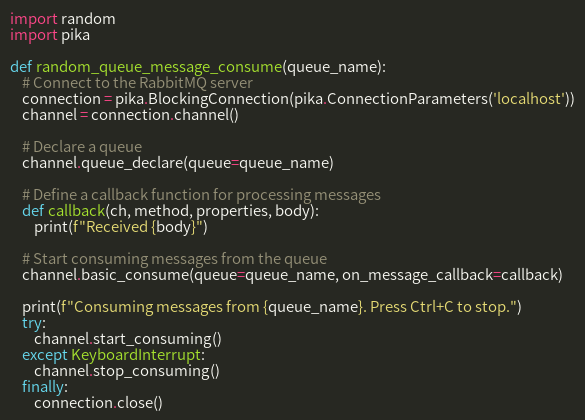 import random
import pika

def random_queue_message_consume(queue_name):
    # Connect to the RabbitMQ server
    connection = pika.BlockingConnection(pika.ConnectionParameters('localhost'))
    channel = connection.channel()

    # Declare a queue
    channel.queue_declare(queue=queue_name)

    # Define a callback function for processing messages
    def callback(ch, method, properties, body):
        print(f"Received {body}")

    # Start consuming messages from the queue
    channel.basic_consume(queue=queue_name, on_message_callback=callback)

    print(f"Consuming messages from {queue_name}. Press Ctrl+C to stop.")
    try:
        channel.start_consuming()
    except KeyboardInterrupt:
        channel.stop_consuming()
    finally:
        connection.close()